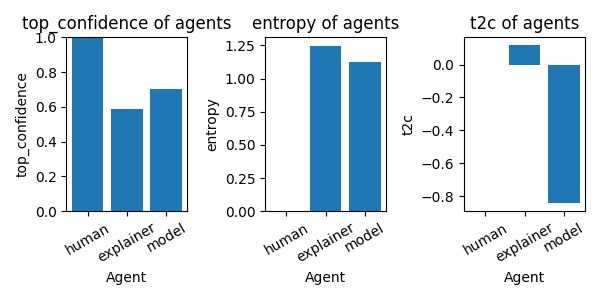 top_confidence of agents
1.0
0.8
0.6
0.4
0.2
0.0
top_confidence
human
explainer
model
Agent
entropy of agents
1.25
1.00
0.75
0.50
0.25
0.00
entropy
human
explainer
model
Agent
t2c of agents
0.0
−0.2
−0.4
−0.6
−0.8
t2c
human
explainer
model
Agent